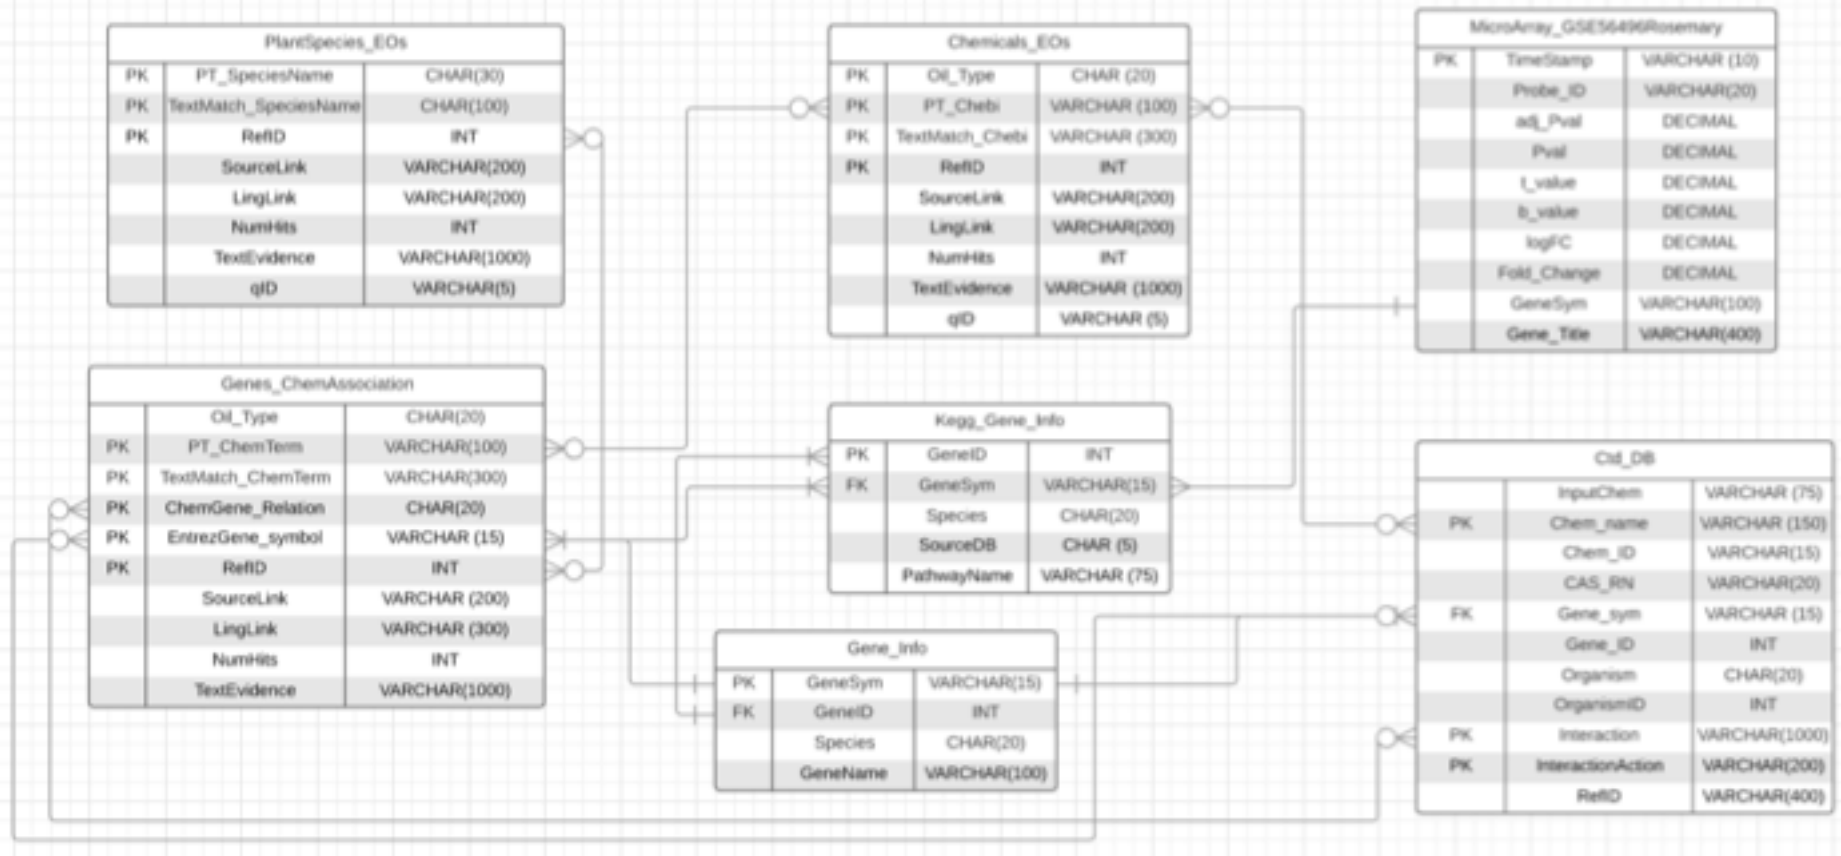 PlantSpecies_EOs
PK PT_SpeciesName CHAR(30)
PK TextMatch_SpeciesName CHAR(100)
PK RefID INT
SourceLink VARCHAR(200)
LingLink VARCHAR(200)
NumHits INT
TextEvidence VARCHAR(1000)
qID VARCHAR(5)
Chemicals_EOs
PK Oil_Type CHAR (20)
PK PT_Chebi VARCHAR (100)
PK TextMatch_Chebi VARCHAR (300)
PK RefID INT
SourceLink VARCHAR(200)
LingLink VARCHAR(200)
NumHits INT
TextEvidence VARCHAR (1000)
qID VARCHAR (5)
MicroArray_GSE56496Rosemary
PK TimeStamp VARCHAR (10)
Probe_ID VARCHAR(20)
adj_Pval DECIMAL
Pval DECIMAL
t_value DECIMAL
b_value DECIMAL
logFC DECIMAL
Fold_Change DECIMAL
GeneSym VARCHAR(100)
Gene_Title VARCHAR(400)
Genes_ChemAssociation
Oil_Type CHAR(20)
PK PT_ChemTerm VARCHAR(100)
PK TextMatch_ChemTerm VARCHAR(300)
PK ChemGene_Relation CHAR(20)
PK EntrezGene_symbol VARCHAR (15)
PK RefID INT
SourceLink VARCHAR (200)
LingLink VARCHAR (300)
NumHits INT
TextEvidence VARCHAR(1000)
Kegg_Gene_Info
PK GeneID INT
FK GeneSym VARCHAR(15)
Species CHAR(20)
SourceDB CHAR (5)
PathwayName VARCHAR (75)
Gene_Info
PK GeneSym VARCHAR(15)
FK GeneID INT
Species CHAR(20)
GeneName VARCHAR(100)
Ctd_DB
InputChem VARCHAR (75)
PK Chem_name VARCHAR (150)
Chem_ID VARCHAR(15)
CAS_RN VARCHAR(20)
FK Gene_sym VARCHAR (15)
Gene_ID INT
Organism CHAR(20)
OrganismID INT
PK Interaction VARCHAR(1000)
PK InteractionAction VARCHAR(200)
RefID VARCHAR(400)